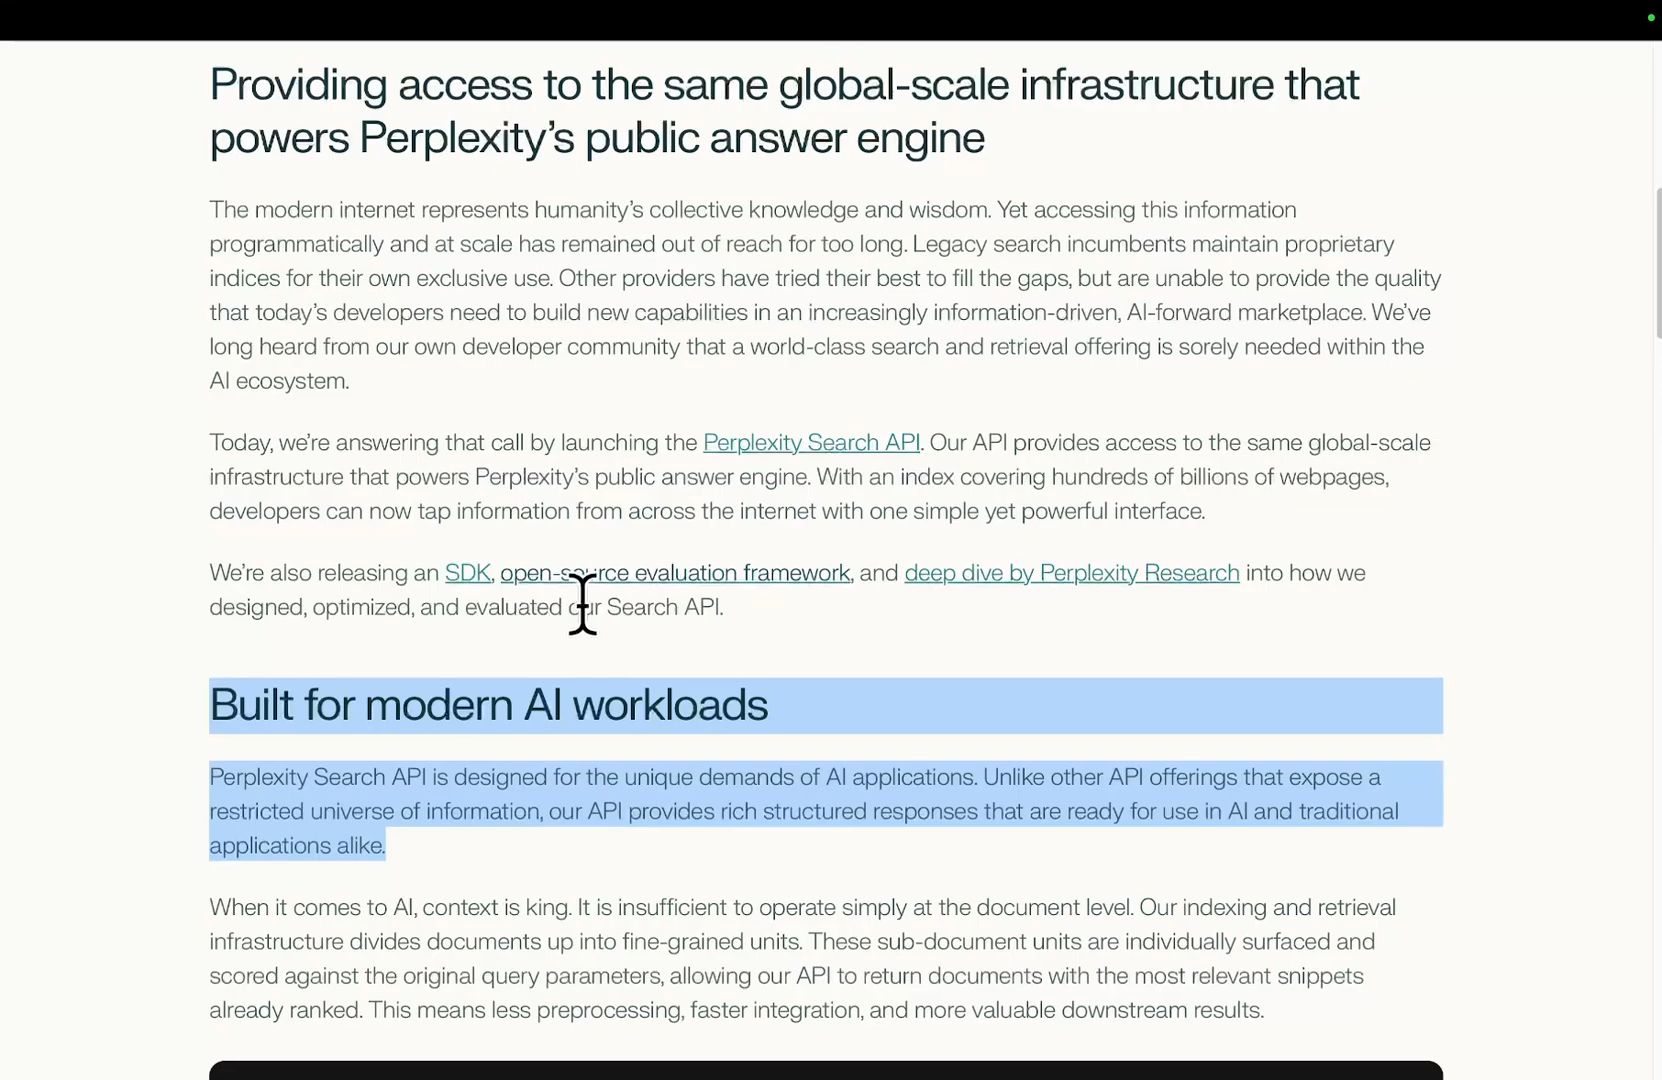 Providing access to the same global-scale infrastructure that
powers Perplexity’s public answer engine
The modern internet represents humanity’s collective knowledge and wisdom. Yet accessing this information
programmatically and at scale has remained out of reach for too long. Legacy search incumbents maintain proprietary
indices for their own exclusive use. Other providers have tried their best to fill the gaps, but are unable to provide the quality
that today’s developers need to build new capabilities in an increasingly information-driven, AI-forward marketplace. We’ve
long heard from our own developer community that a world-class search and retrieval offering is sorely needed within the
AI ecosystem.
Today, we’re answering that call by launching the Perplexity Search API. Our API provides access to the same global-scale
infrastructure that powers Perplexity’s public answer engine. With an index covering hundreds of billions of webpages,
developers can now tap information from across the internet with one simple yet powerful interface.
We’re also releasing an SDK, open-source evaluation framework, and deep dive by Perplexity Research into how we
designed, optimized, and evaluated our Search API.
Built for modern AI workloads
Perplexity Search API is designed for the unique demands of AI applications. Unlike other API offerings that expose a
restricted universe of information, our API provides rich structured responses that are ready for use in AI and traditional
applications alike.
When it comes to AI, context is king. It is insufficient to operate simply at the document level. Our indexing and retrieval
infrastructure divides documents up into fine-grained units. These sub-document units are individually surfaced and
scored against the original query parameters, allowing our API to return documents with the most relevant snippets
already ranked. This means less preprocessing, faster integration, and more valuable downstream results.